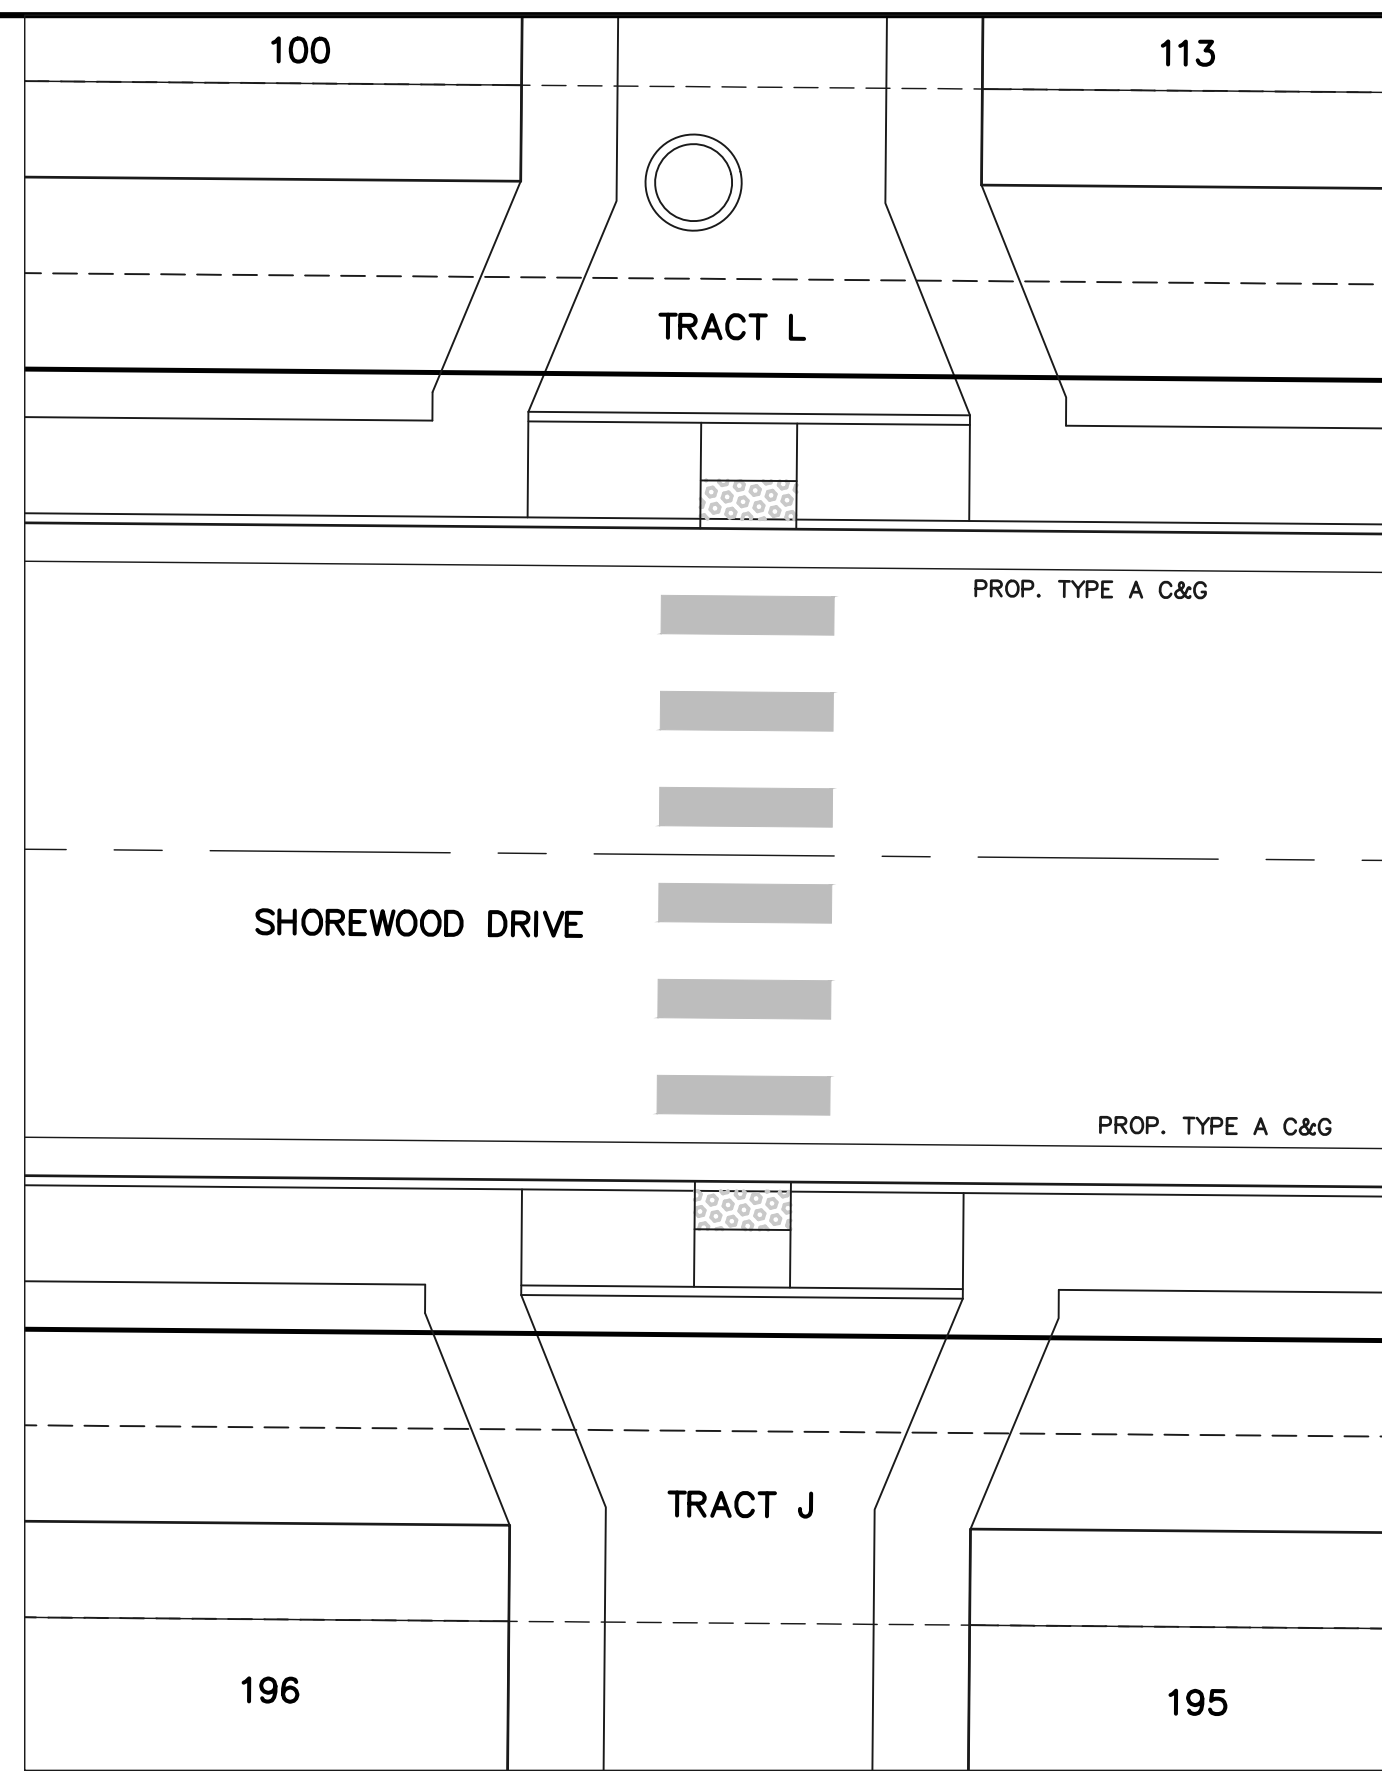 100
113
TRACT L
PROP. TYPE A C&G
SHOREWOOD DRIVE
PROP. TYPE A C&G
TRACT J
196
195